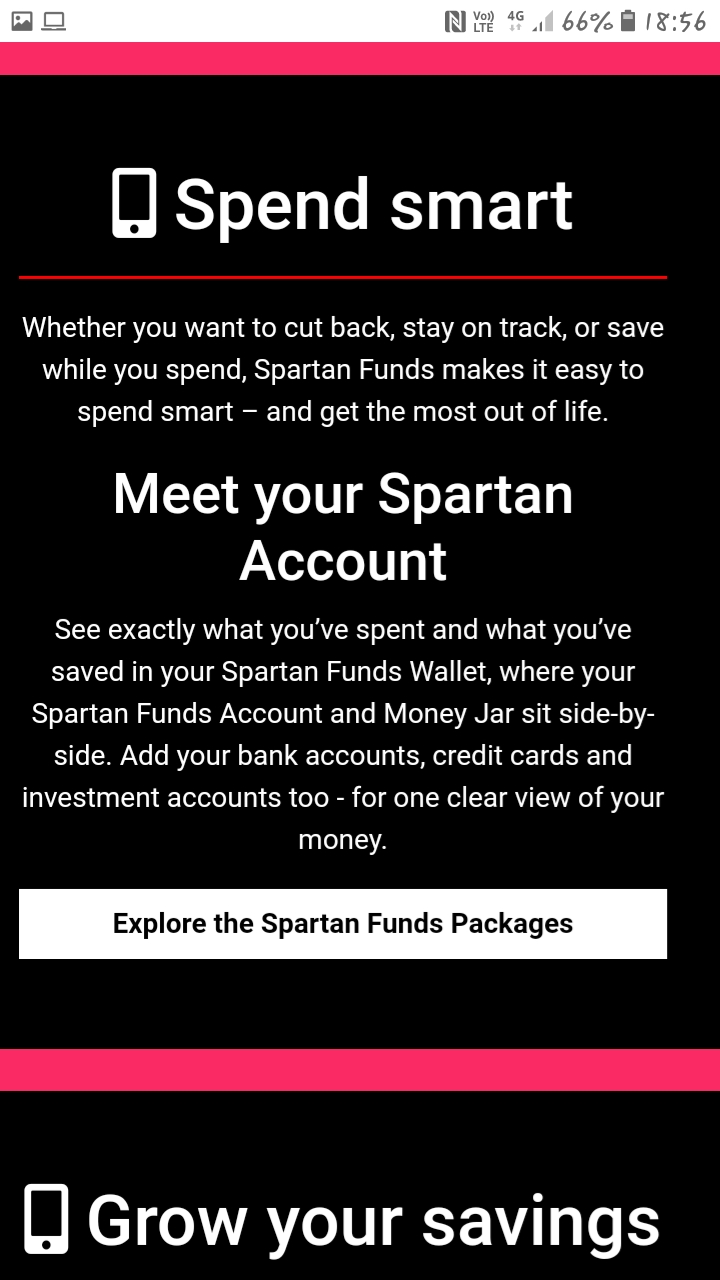 Vo)) LTE 4G 66% 18:56
Spend smart
Whether you want to cut back, stay on track, or save
while you spend, Spartan Funds makes it easy to
spend smart – and get the most out of life.
Meet your Spartan
Account
See exactly what you’ve spent and what you’ve
saved in your Spartan Funds Wallet, where your
Spartan Funds Account and Money Jar sit side-by-
side. Add your bank accounts, credit cards and
investment accounts too - for one clear view of your
money.
Explore the Spartan Funds Packages
Grow your savings